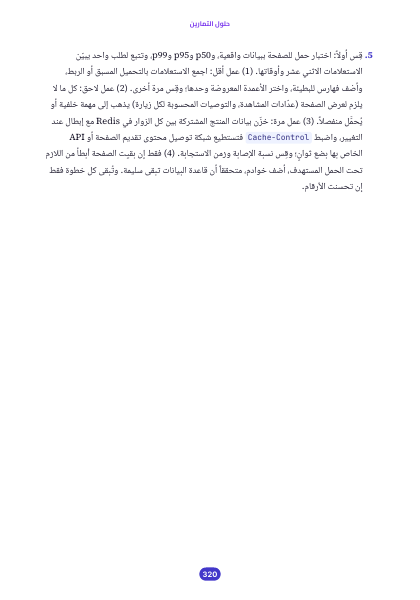 حلول التمارين
5. قِس أولاً: اختبار حمل للصفحة ببيانات واقعية، وp50 وp95 وp99، وتتبع لطلب واحد يبيّن
الاستعلامات الاثني عشر وأوقاتها. (1) عمل أقل: اجمع الاستعلامات بالتحميل المسبق أو الربط،
وأضف فهارس للبطيئة، واختر الأعمدة المعروضة وحدها؛ وقِس مرة أخرى. (2) عمل لاحق: كل ما لا
يلزم لعرض الصفحة (عدّادات المشاهدة، والتوصيات المحسوبة لكل زيارة) يذهب إلى مهمة خلفية أو
يُحمَّل منفصلاً. (3) عمل مرة: خزّن بيانات المنتج المشتركة بين كل الزوار في Redis مع إبطال عند
التغيير، واضبط Cache-Control فتستطيع شبكة توصيل محتوى تقديم الصفحة أو API
الخاص بها بضع ثوانٍ؛ وقِس نسبة الإصابة وزمن الاستجابة. (4) فقط إن بقيت الصفحة أبطأ من اللازم
تحت الحمل المستهدف، أضف خوادم، متحققاً أن قاعدة البيانات تبقى سليمة. وتُبقى كل خطوة فقط
إن تحسنت الأرقام.
320